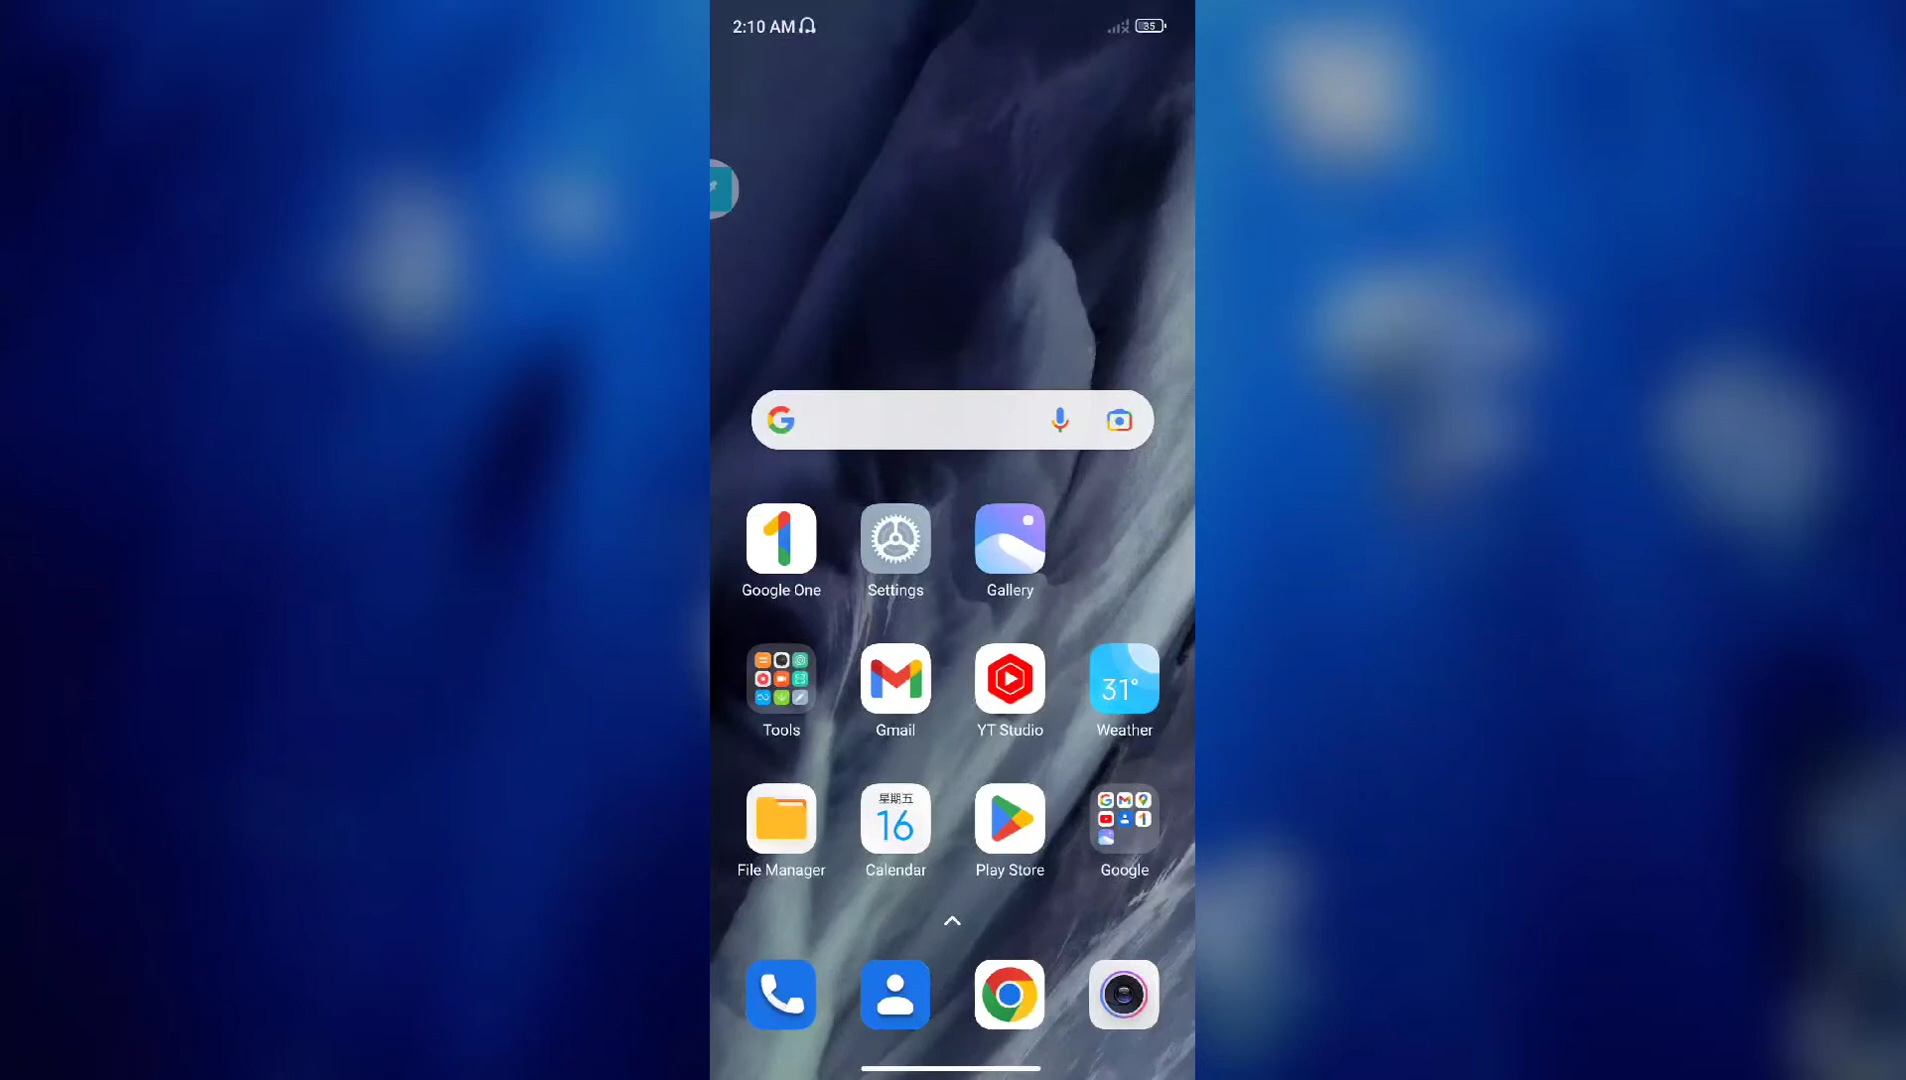 2:10 AM
35
Google One
Settings
Gallery
31°
Tools
Gmail
YT Studio
Weather
星期五
16
File Manager
Calendar
Play Store
Google